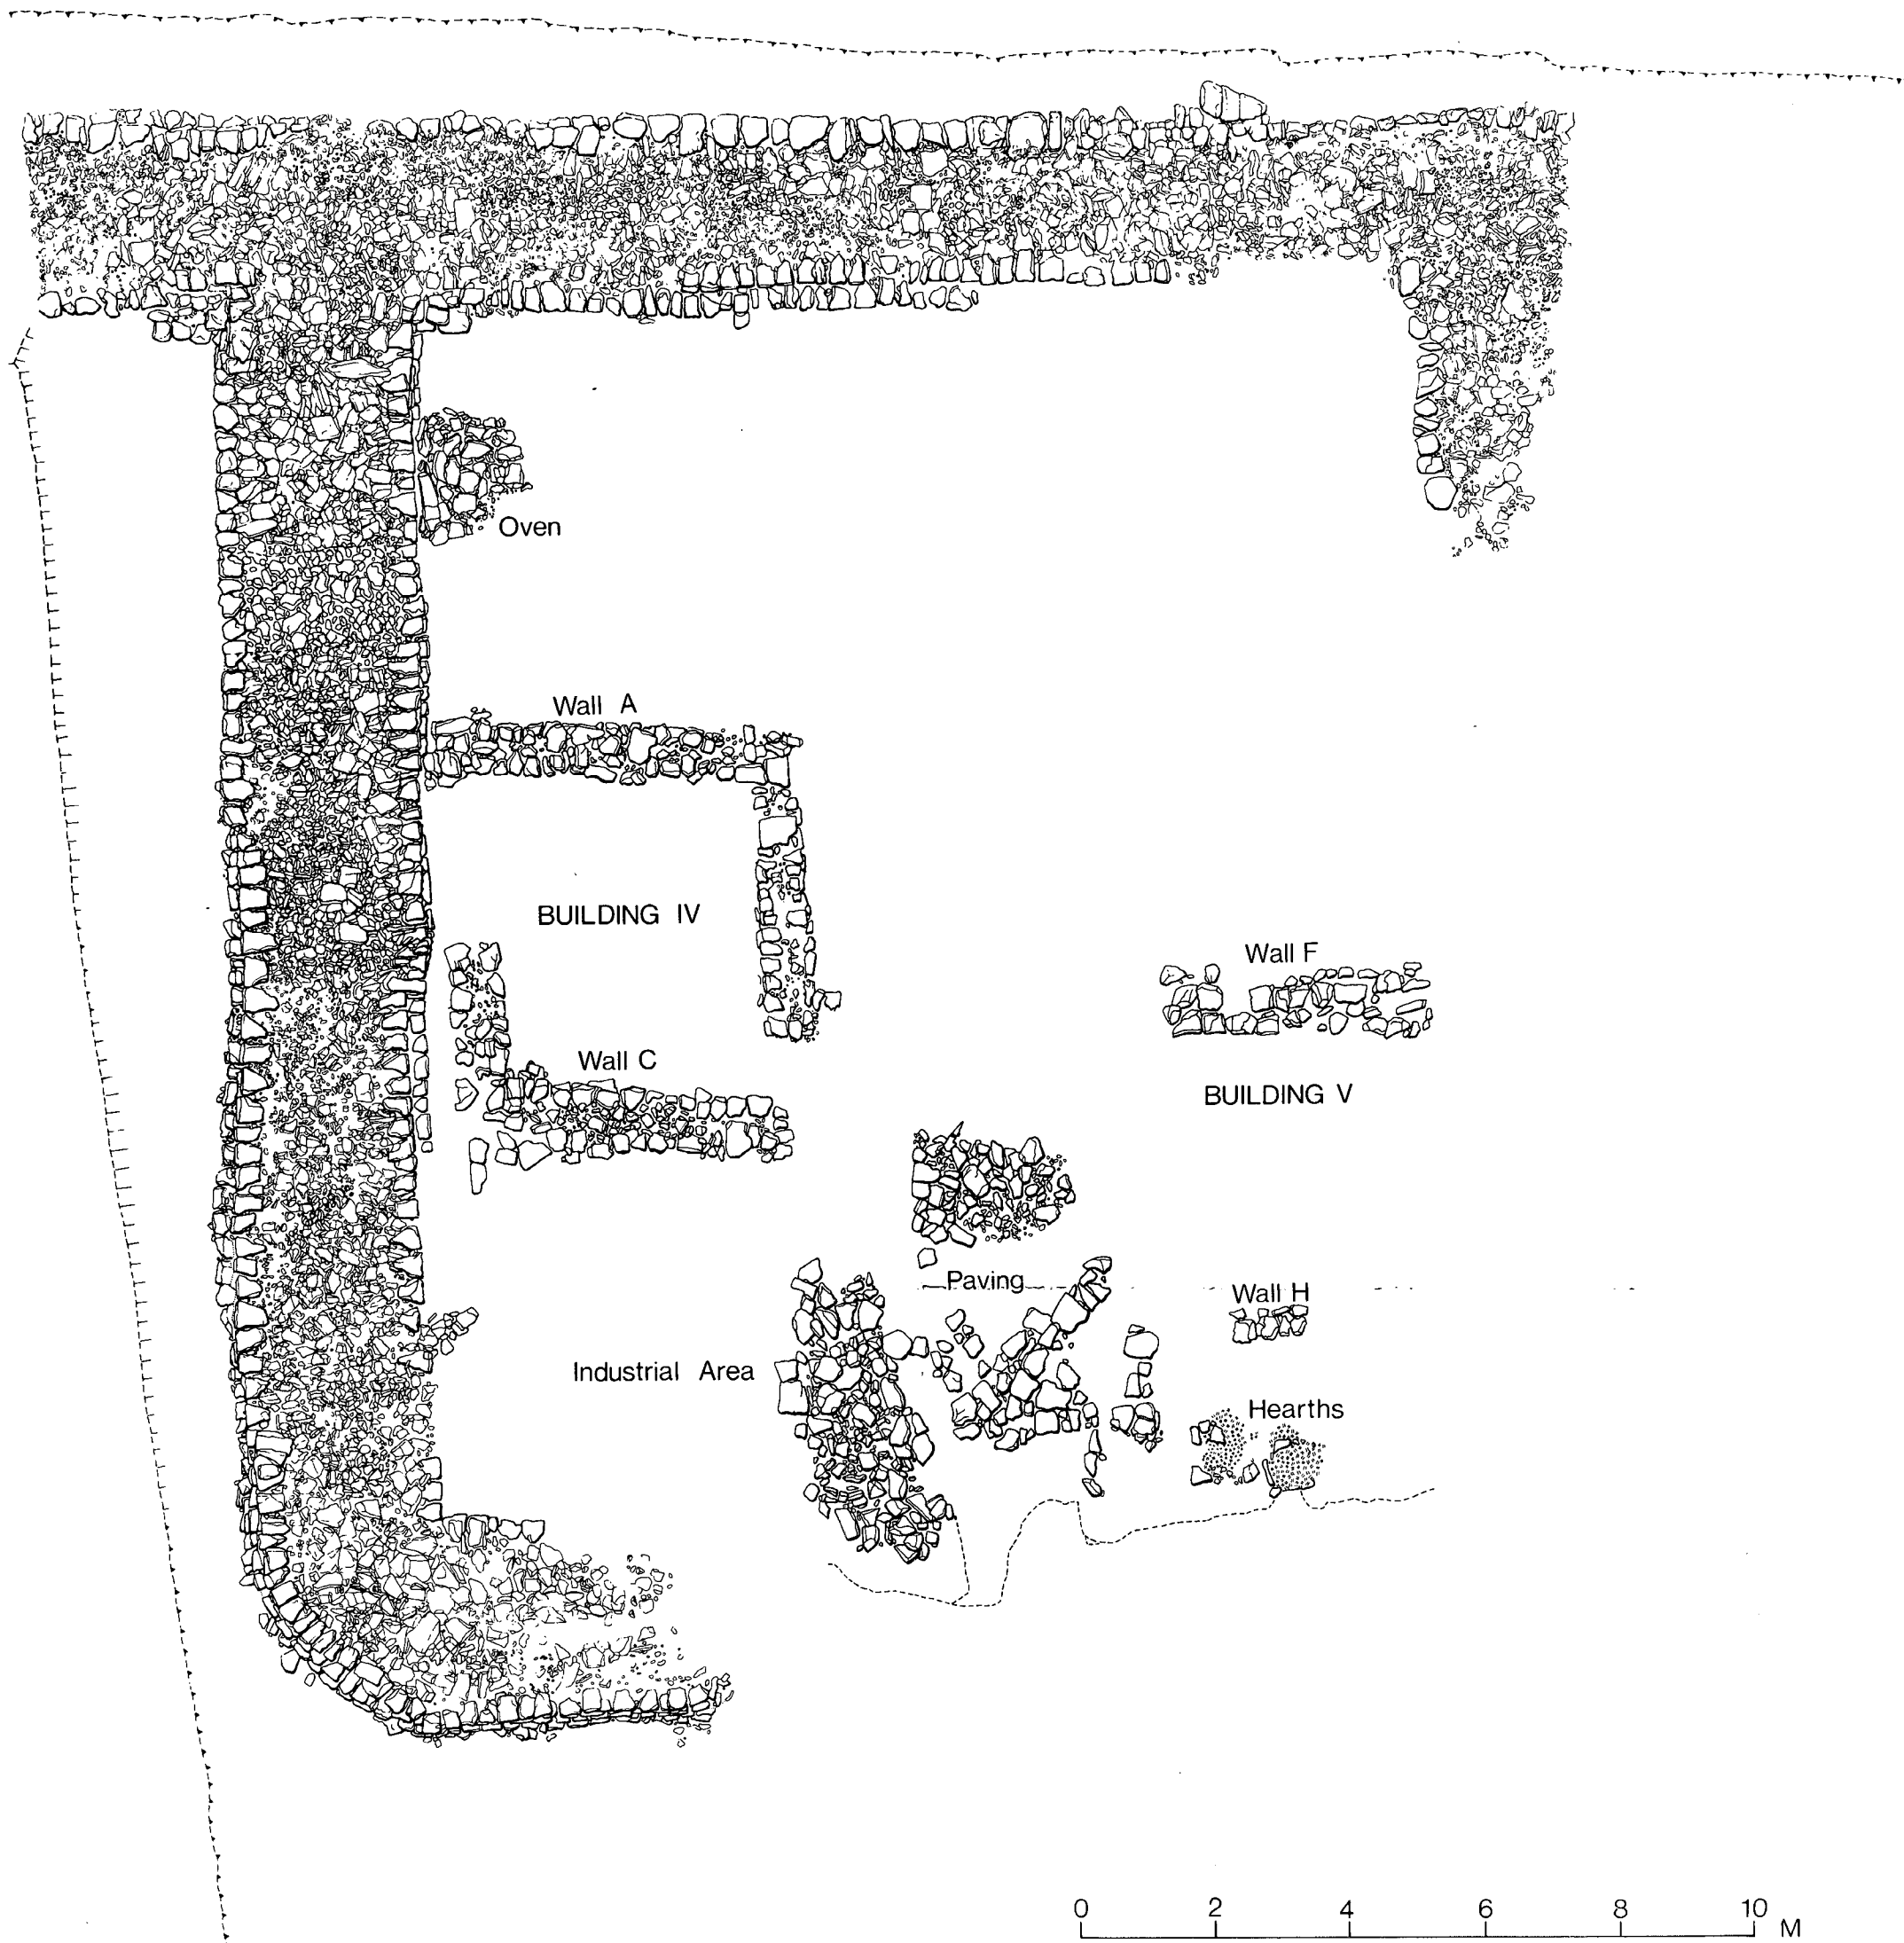 Oven
Wall A
BUILDING IV
Wall F
Wall C
BUILDING V
Paving
Wall H
Industrial Area
Hearths
0 2 4 6 8 10 M